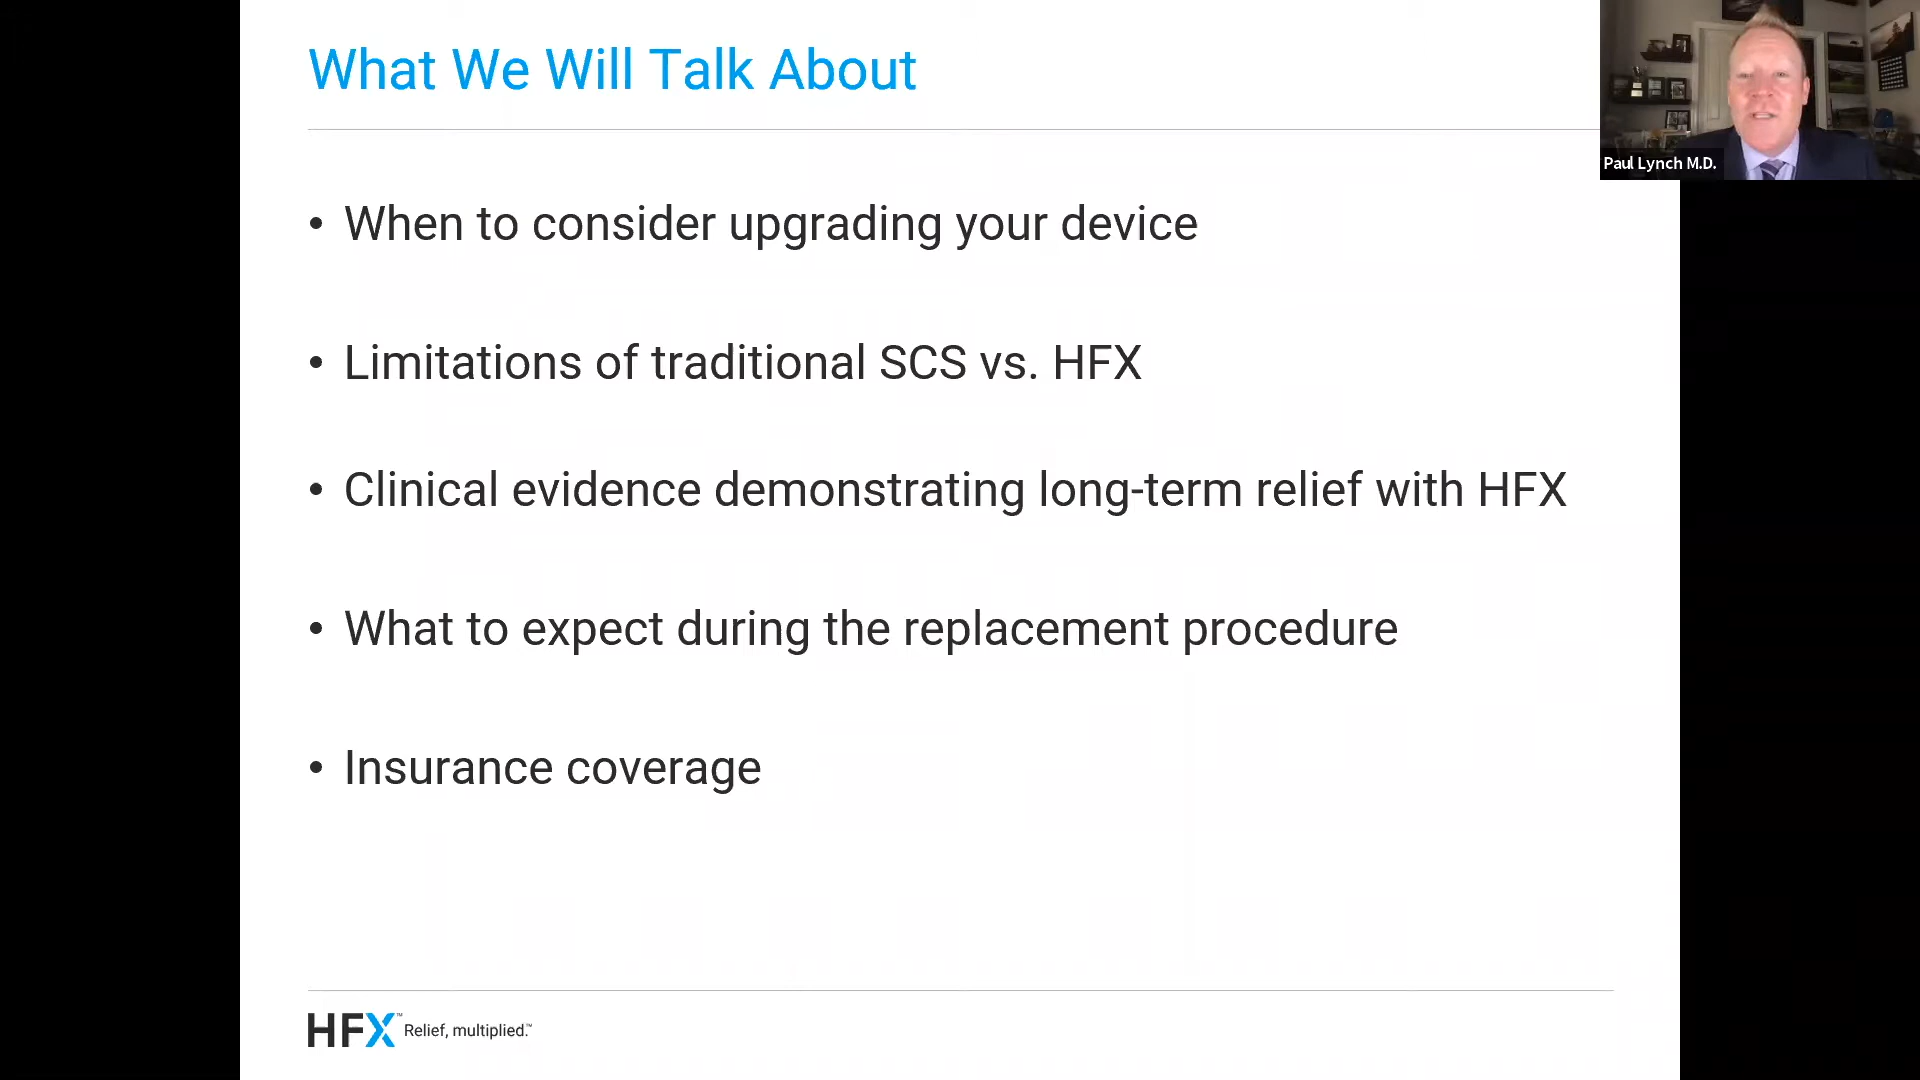 What We Will Talk About
Paul Lynch M.D.
• When to consider upgrading your device
• Limitations of traditional SCS vs. HFX
• Clinical evidence demonstrating long-term relief with HFX
• What to expect during the replacement procedure
• Insurance coverage
HFX™ Relief, multiplied.™